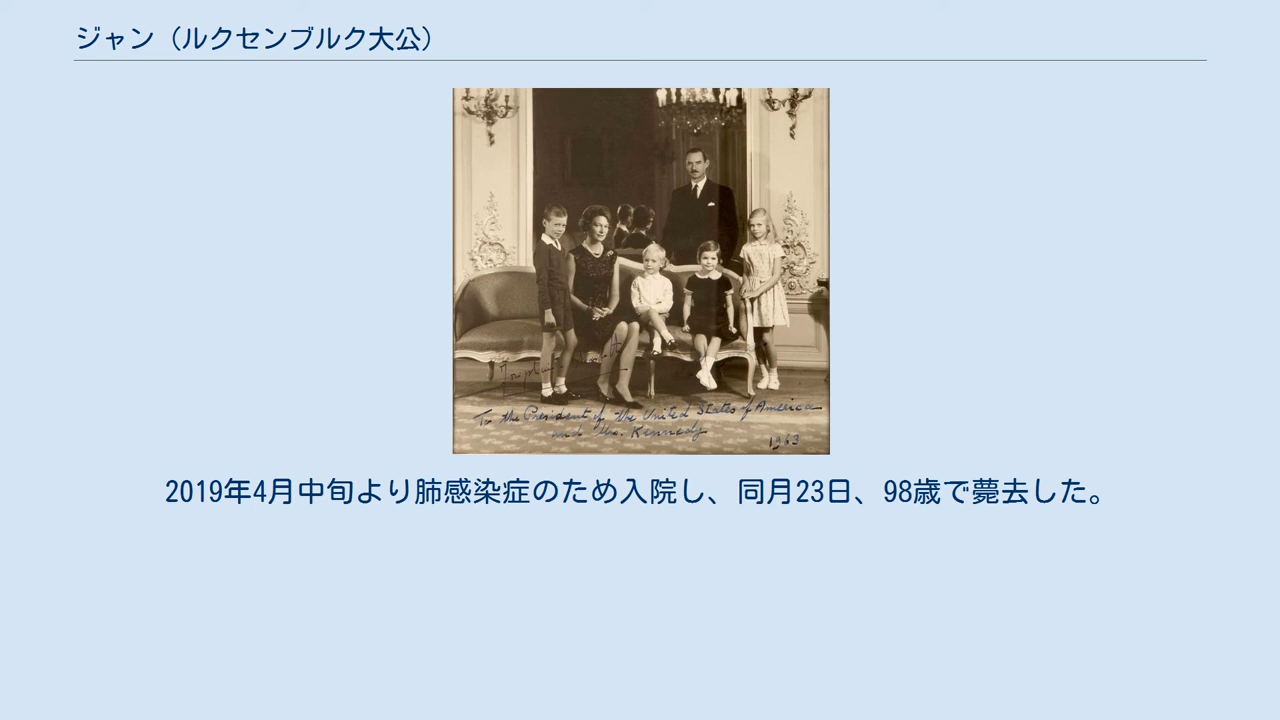 ジャン（ルクセンブルク大公）
To the President of the United States of America
and Mrs. Kennedy
1963
2019年4月中旬より肺感染症のため入院し、同月23日、98歳で薨去した。